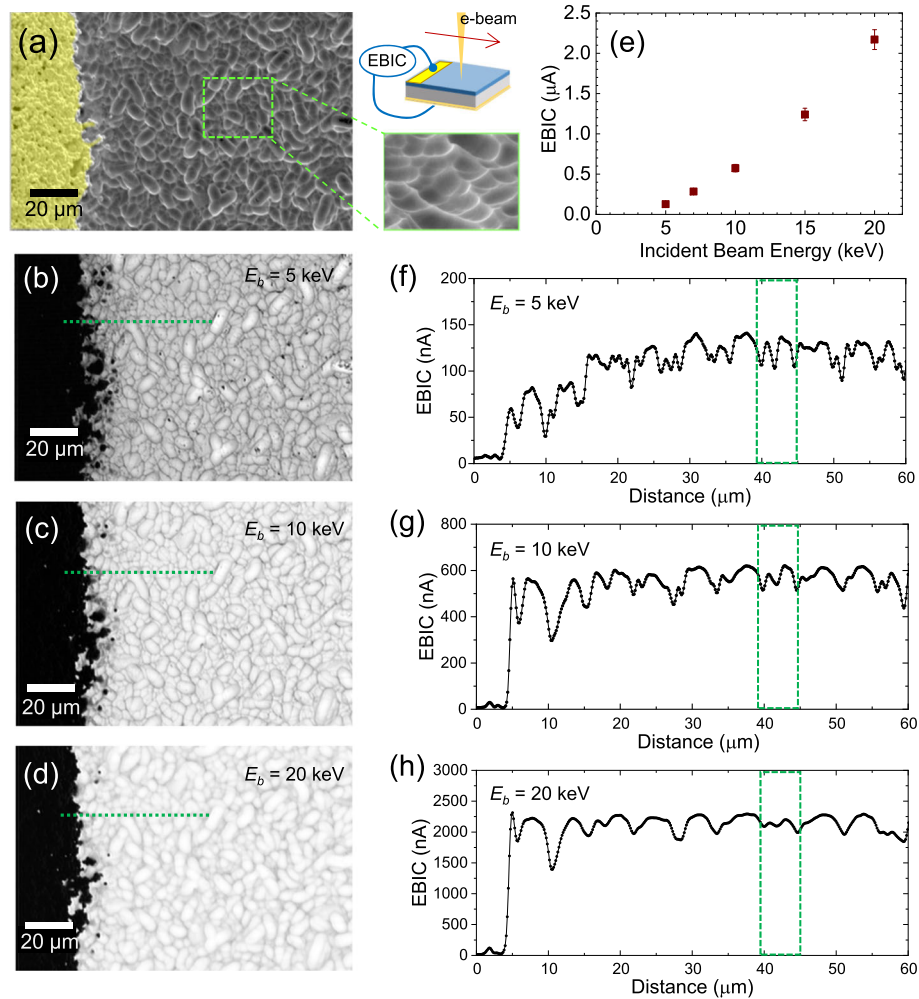 (a)
20 μm
e-beam
EBIC
(e)
EBIC (μA)
2.5
2.0
1.5
1.0
0.5
0.0
0 5 10 15 20
Incident Beam Energy (keV)
(b)
E_b = 5 keV
20 μm
(f)
E_b = 5 keV
EBIC (nA)
200
150
100
50
0
0 10 20 30 40 50 60
Distance (μm)
(c)
E_b = 10 keV
20 μm
(g)
E_b = 10 keV
EBIC (nA)
800
600
400
200
0
0 10 20 30 40 50 60
Distance (μm)
(d)
E_b = 20 keV
20 μm
(h)
E_b = 20 keV
EBIC (nA)
3000
2500
2000
1500
1000
500
0
0 10 20 30 40 50 60
Distance (μm)